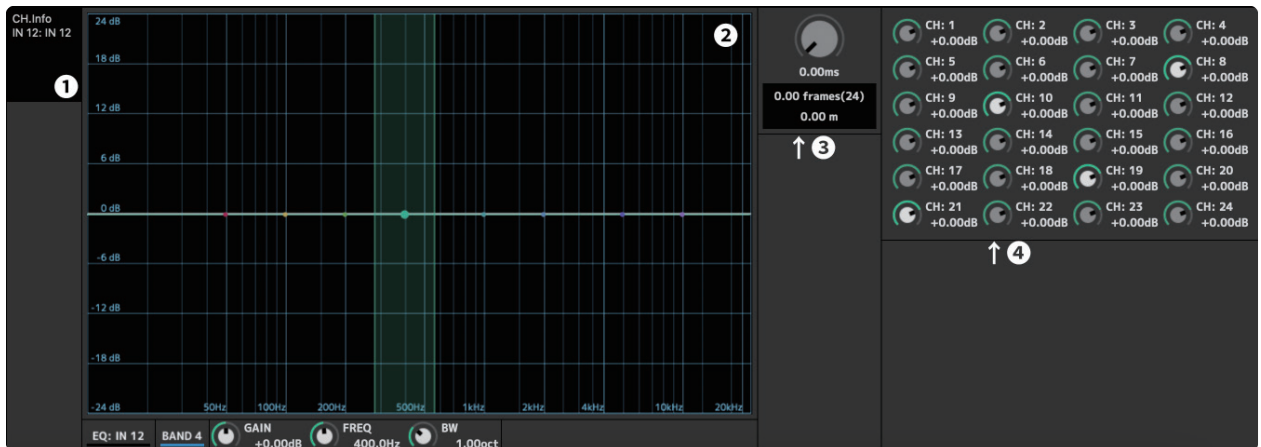 CH.Info
IN 12: IN 12
1
24 dB
18 dB
12 dB
6 dB
0 dB
-6 dB
-12 dB
-18 dB
-24 dB
50Hz 100Hz 200Hz 500Hz 1kHz 2kHz 4kHz 10kHz 20kHz
2
EQ: IN 12 BAND 4 GAIN +0.00dB FREQ 400.0Hz BW 1.00oct
0.00ms
0.00 frames(24)
0.00 m
↑ 3
CH: 1 CH: 2 CH: 3 CH: 4
+0.00dB +0.00dB +0.00dB +0.00dB
CH: 5 CH: 6 CH: 7 CH: 8
+0.00dB +0.00dB +0.00dB +0.00dB
CH: 9 CH: 10 CH: 11 CH: 12
+0.00dB +0.00dB +0.00dB +0.00dB
CH: 13 CH: 14 CH: 15 CH: 16
+0.00dB +0.00dB +0.00dB +0.00dB
CH: 17 CH: 18 CH: 19 CH: 20
+0.00dB +0.00dB +0.00dB +0.00dB
CH: 21 CH: 22 CH: 23 CH: 24
+0.00dB +0.00dB +0.00dB +0.00dB
↑ 4